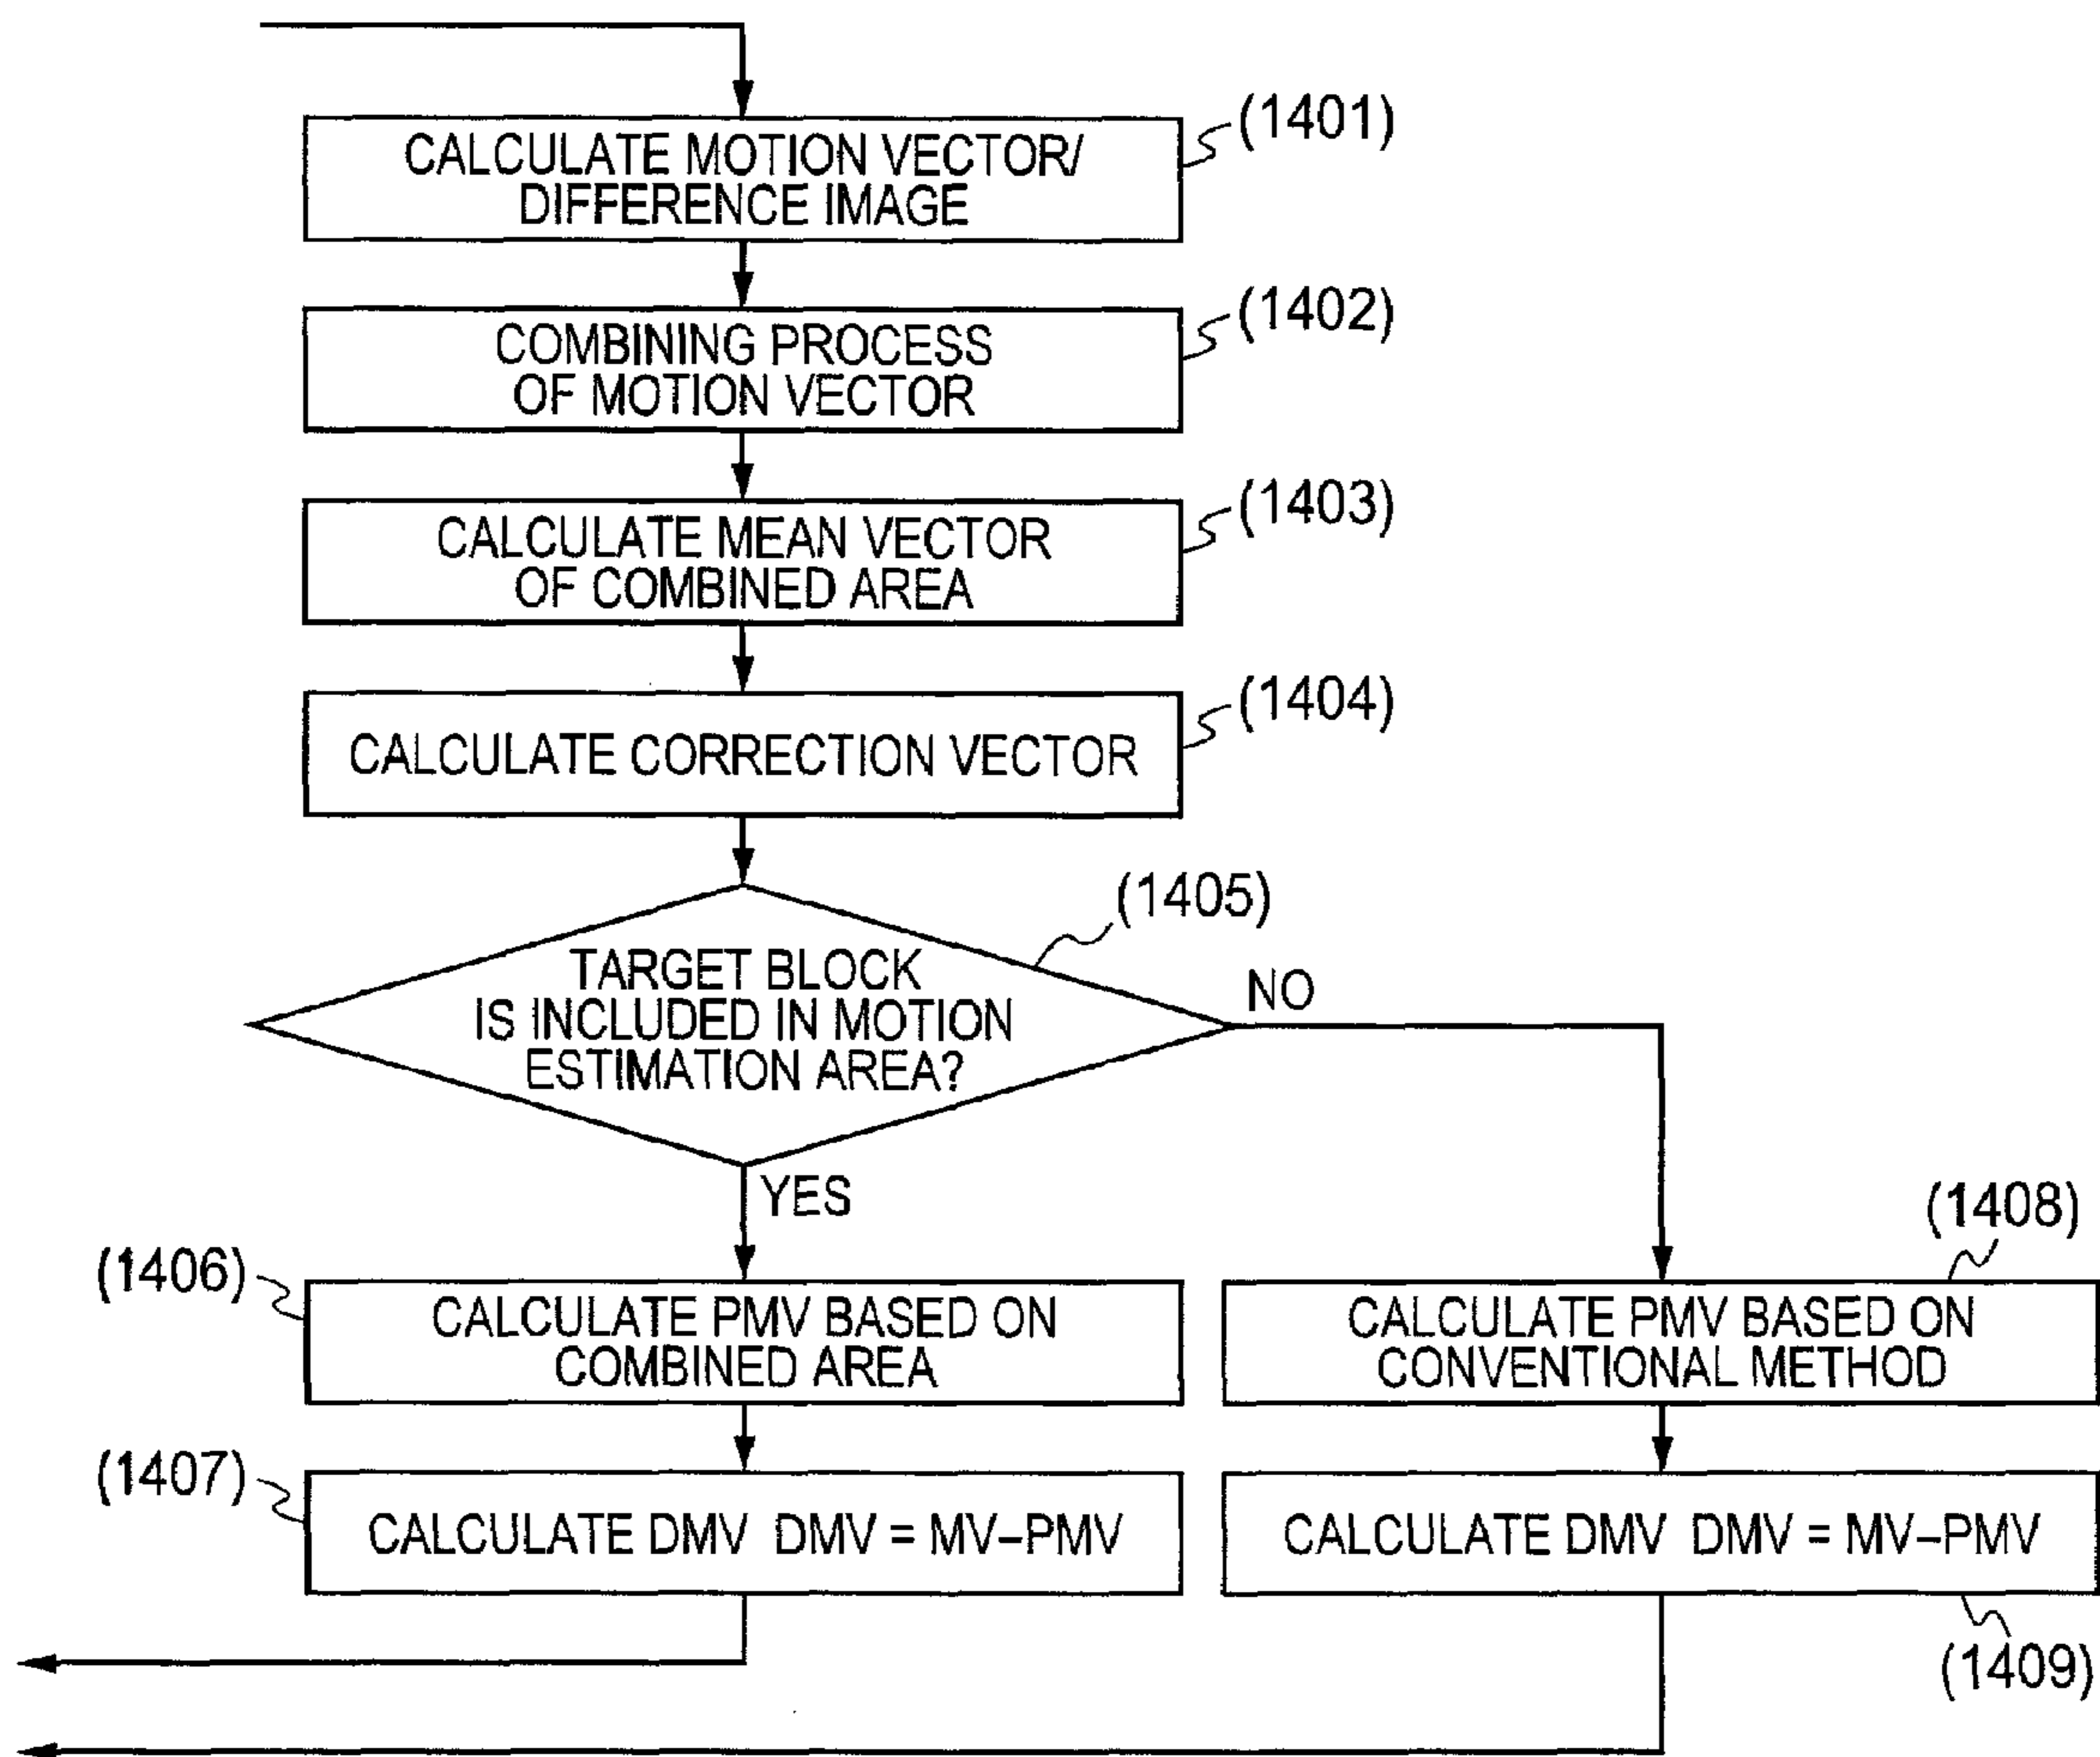 (1401)
CALCULATE MOTION VECTOR/
DIFFERENCE IMAGE
(1402)
COMBINING PROCESS
OF MOTION VECTOR
(1403)
CALCULATE MEAN VECTOR
OF COMBINED AREA
(1404)
CALCULATE CORRECTION VECTOR
(1405)
TARGET BLOCK
IS INCLUDED IN MOTION
ESTIMATION AREA?
NO
YES
(1406)
CALCULATE PMV BASED ON
COMBINED AREA
(1408)
CALCULATE PMV BASED ON
CONVENTIONAL METHOD
(1407)
CALCULATE DMV DMV = MV–PMV
CALCULATE DMV DMV = MV–PMV
(1409)